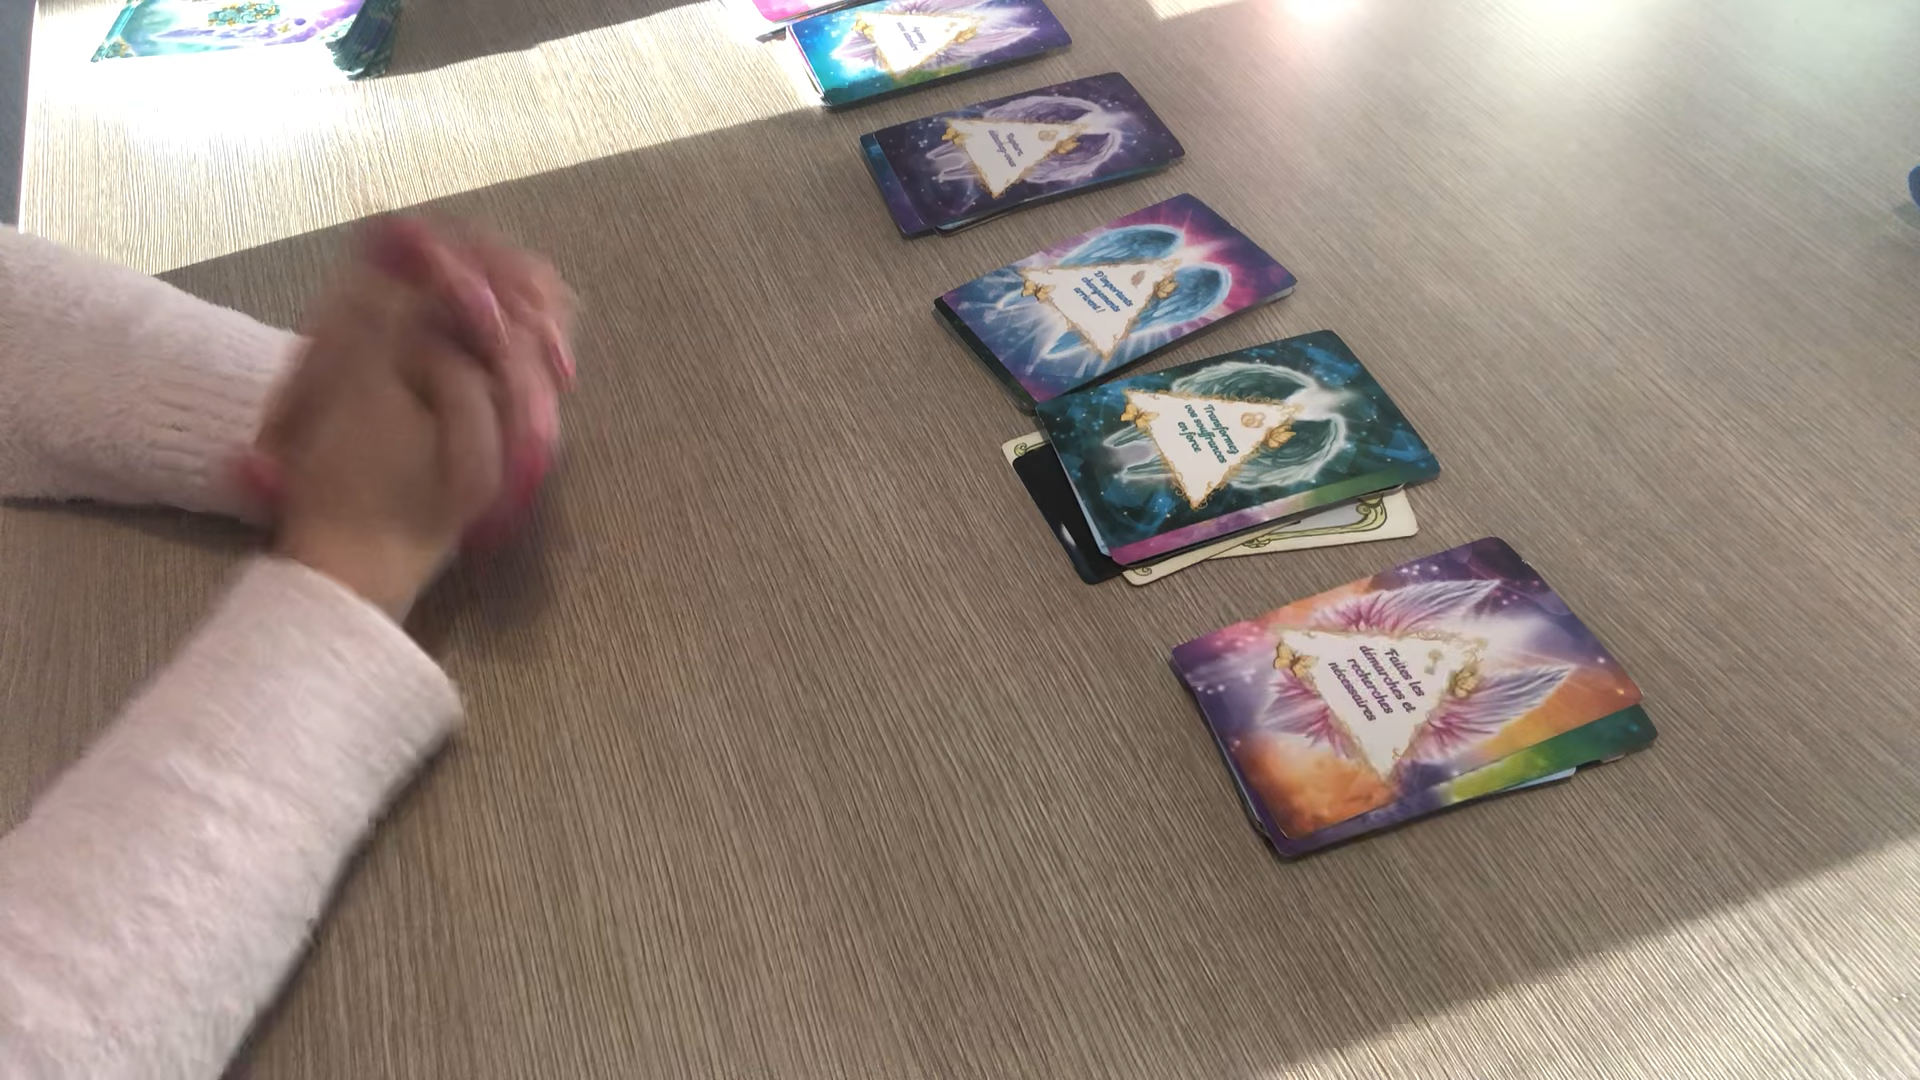 D'importants
changements
arrivent !
Transformez
vos souffrances
en force
Faites les
démarches et
recherches
nécessaires